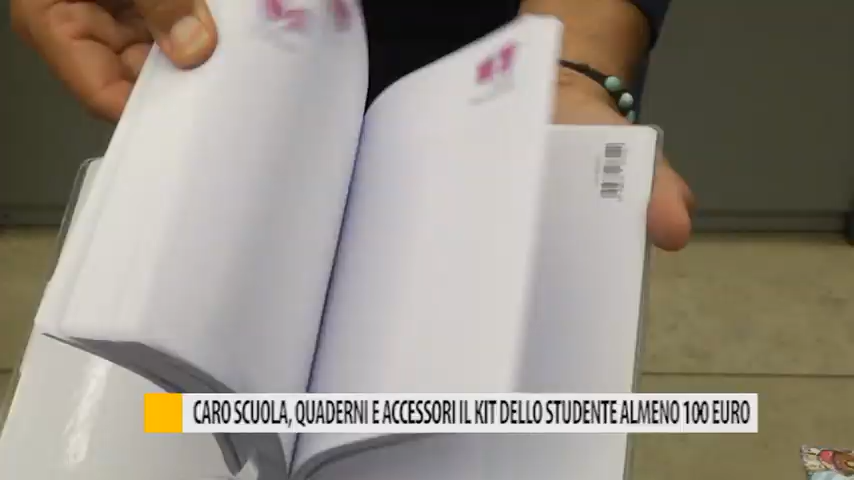 CARO SCUOLA, QUADERNI E ACCESSORI IL KIT DELLO STUDENTE ALMENO 100 EURO